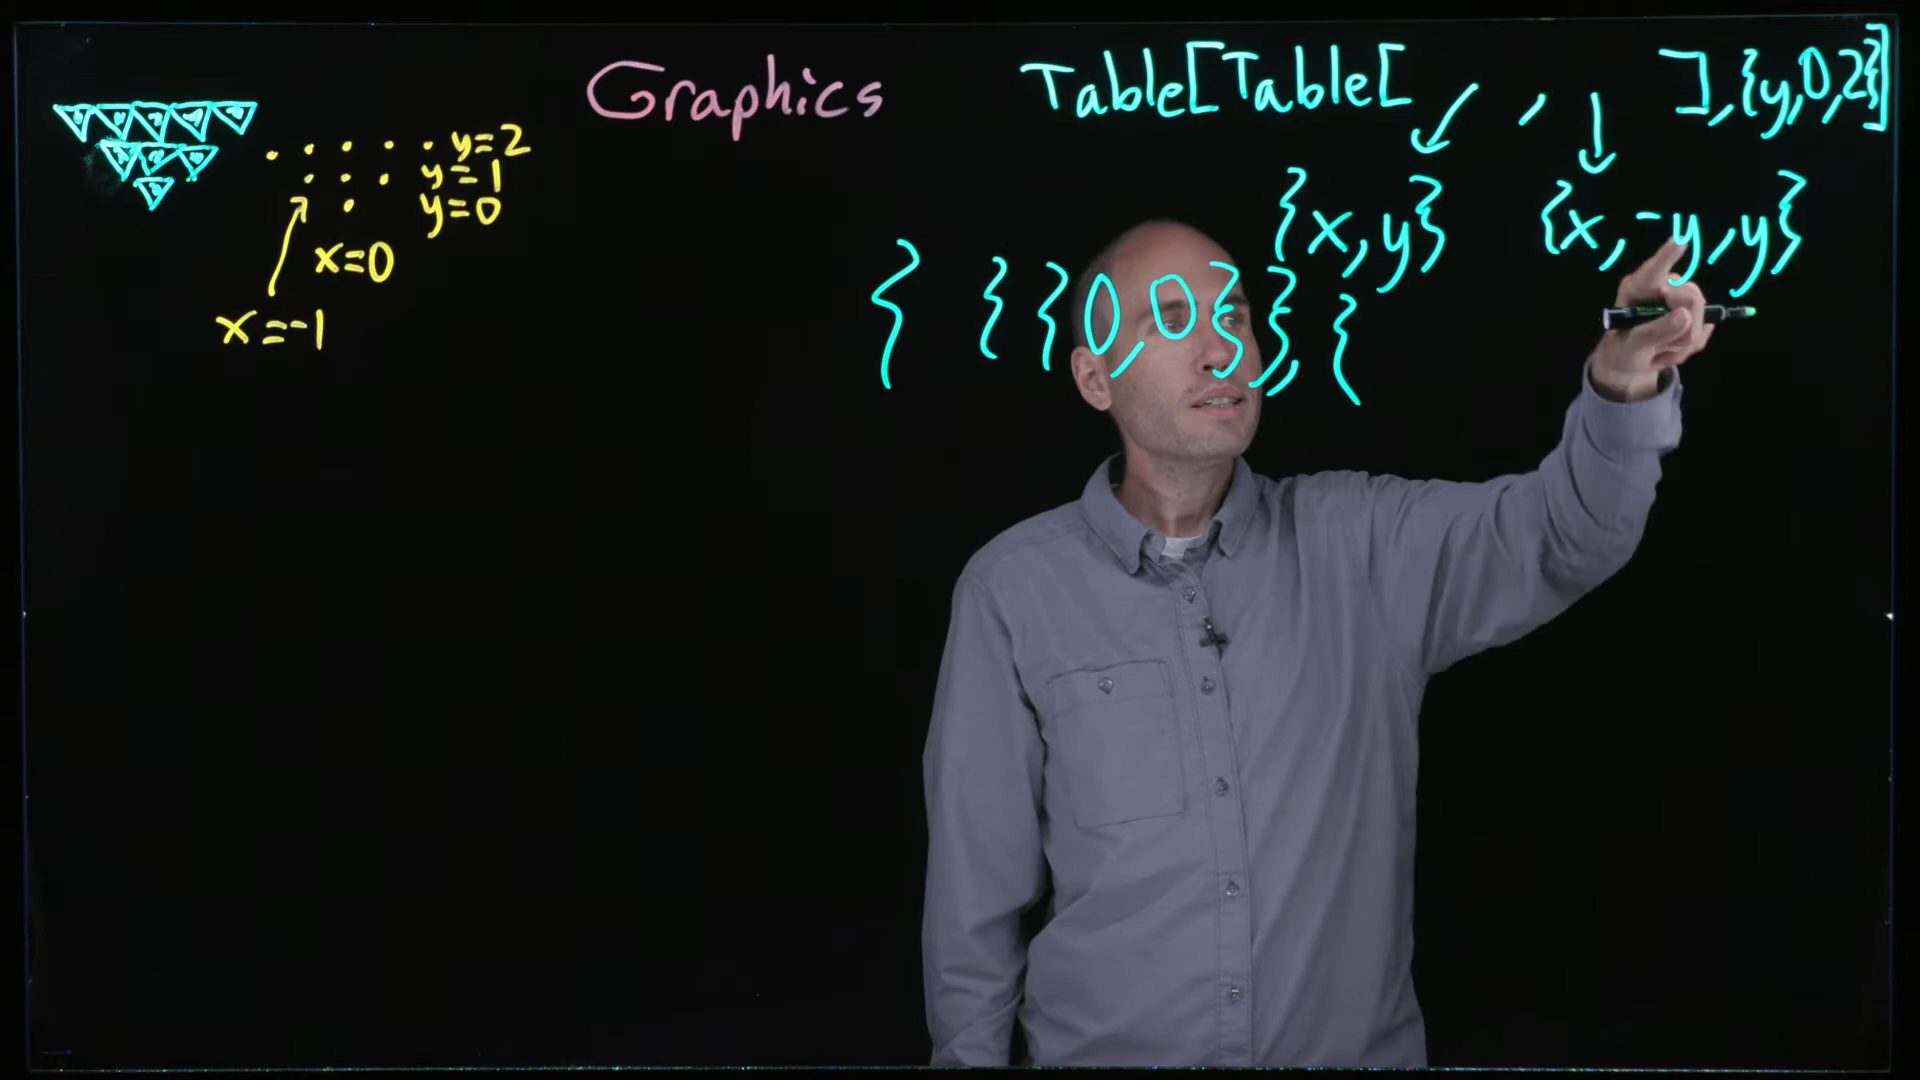 Graphics
Table[Table[ , ],{y,0,2}]
{x,y} {x,-y,y}
{ {{0,0}},{
y=2
y=1
y=0
x=0
x=-1